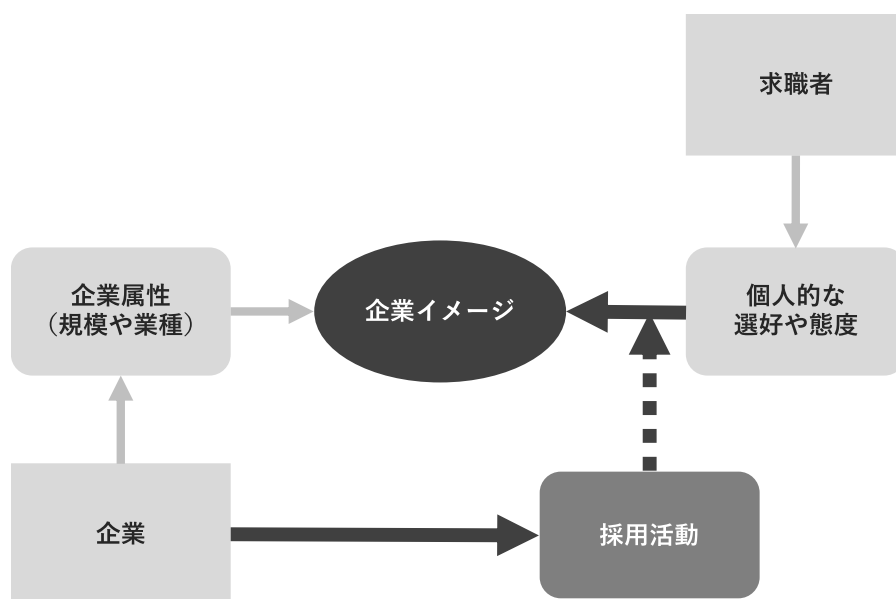 求職者
企業属性
（規模や業種）
企業イメージ
個人的な
選好や態度
企業
採用活動